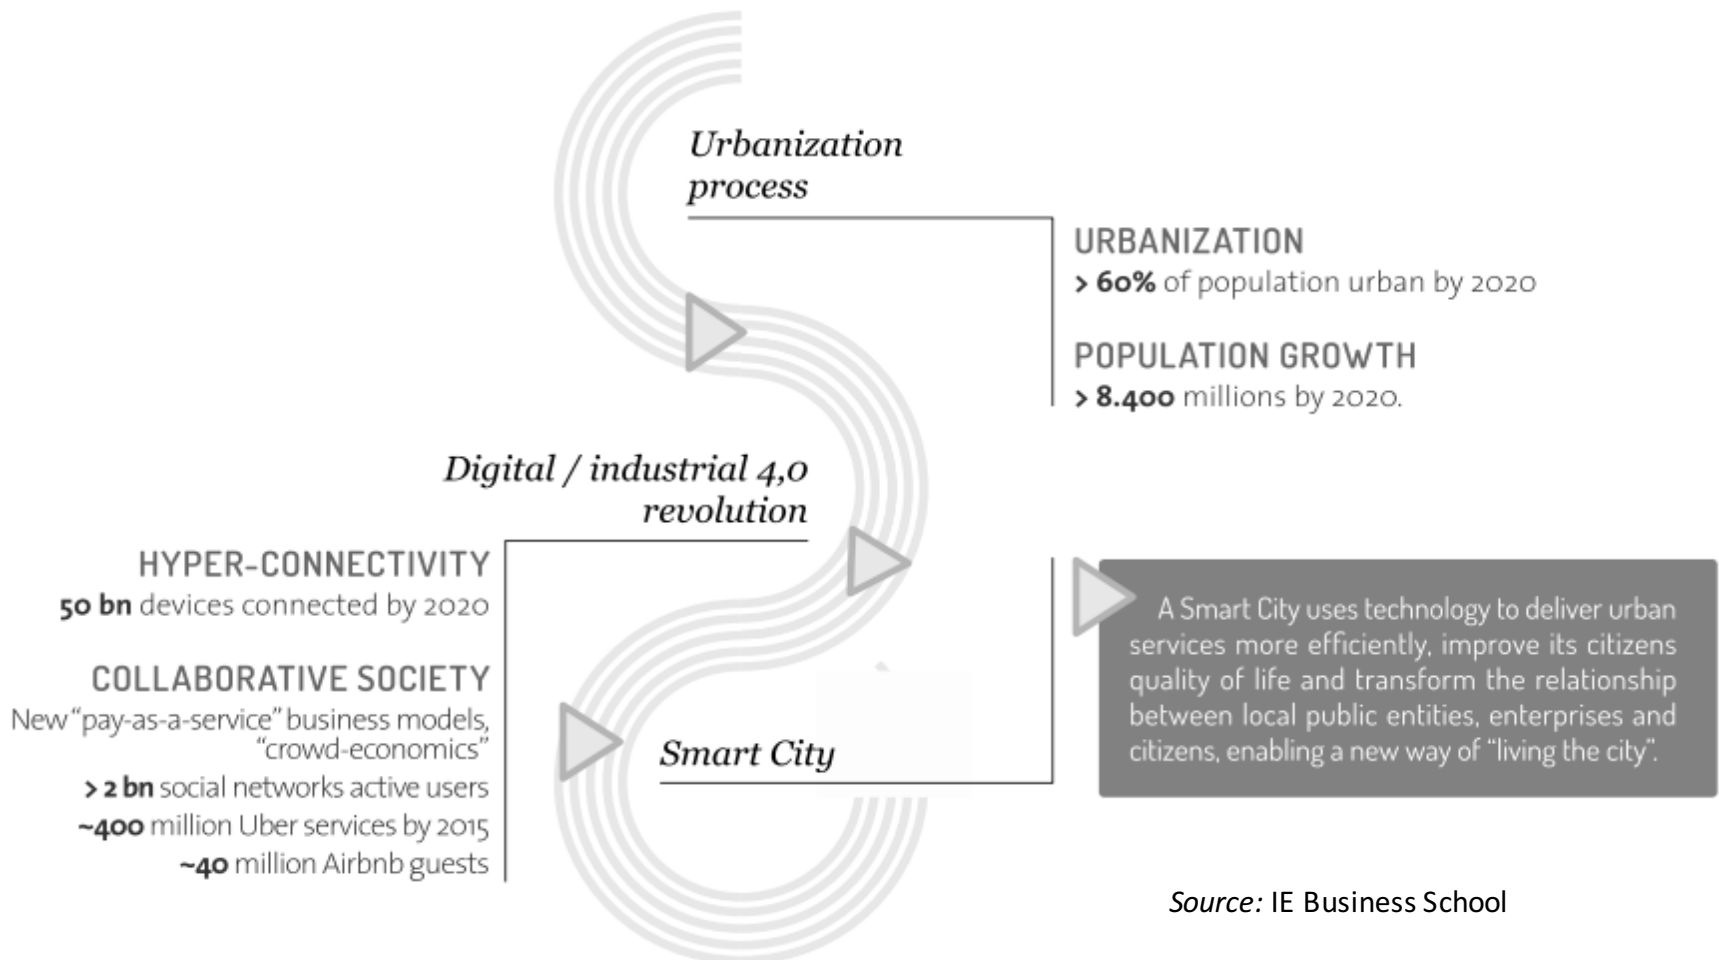 Urbanization
process
URBANIZATION
> 60% of population urban by 2020
POPULATION GROWTH
> 8.400 millions by 2020.
Digital / industrial 4,0
revolution
HYPER-CONNECTIVITY
50 bn devices connected by 2020
COLLABORATIVE SOCIETY
New “pay-as-a-service” business models,
“crowd-economics”
> 2 bn social networks active users
~400 million Uber services by 2015
~40 million Airbnb guests
Smart City
A Smart City uses technology to deliver urban
services more efficiently, improve its citizens
quality of life and transform the relationship
between local public entities, enterprises and
citizens, enabling a new way of “living the city”.
Source: IE Business School